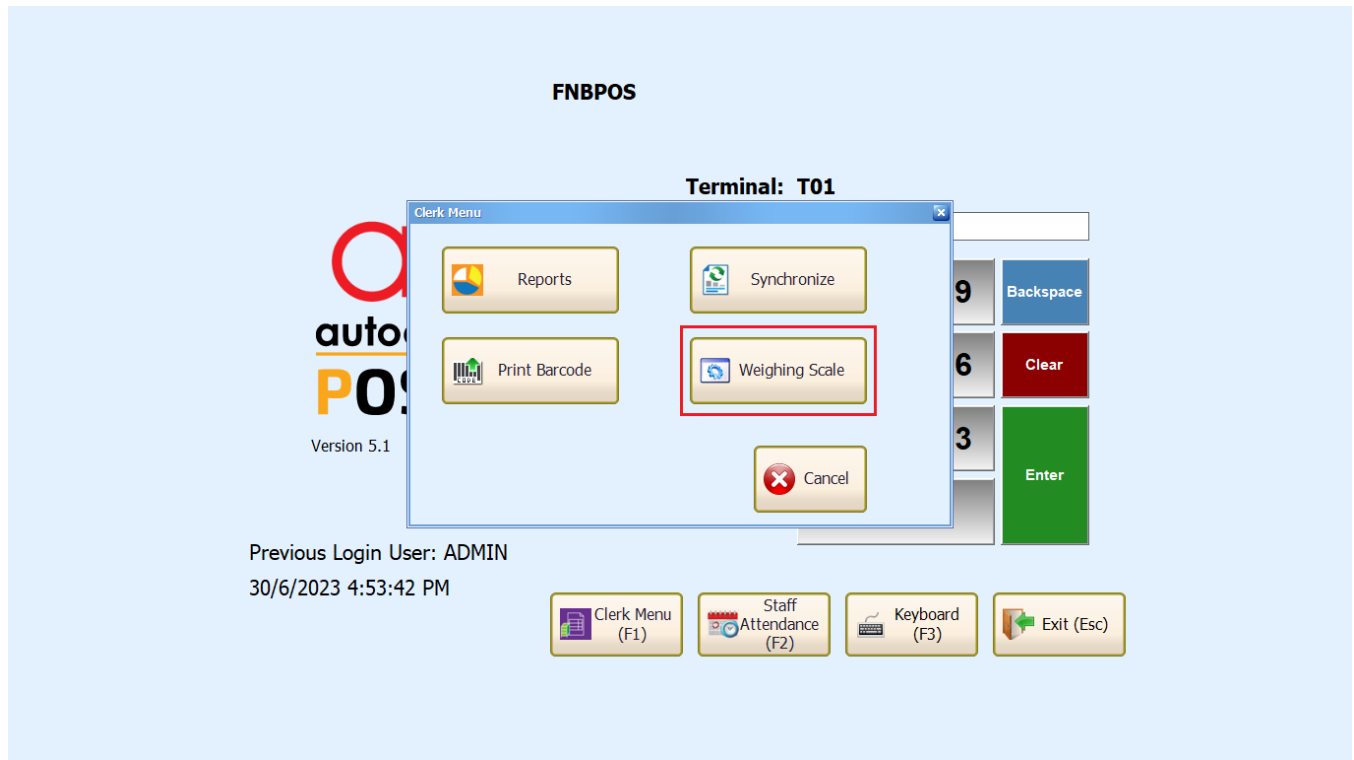 FNBPOS
Terminal: T01
Clerk Menu
Reports
Synchronize
9
Backspace
auto
Print Barcode
Weighing Scale
6
Clear
POS
Version 5.1
3
Cancel
Enter
Previous Login User: ADMIN
30/6/2023 4:53:42 PM
Clerk Menu
(F1)
Staff
Attendance
(F2)
Keyboard
(F3)
Exit (Esc)